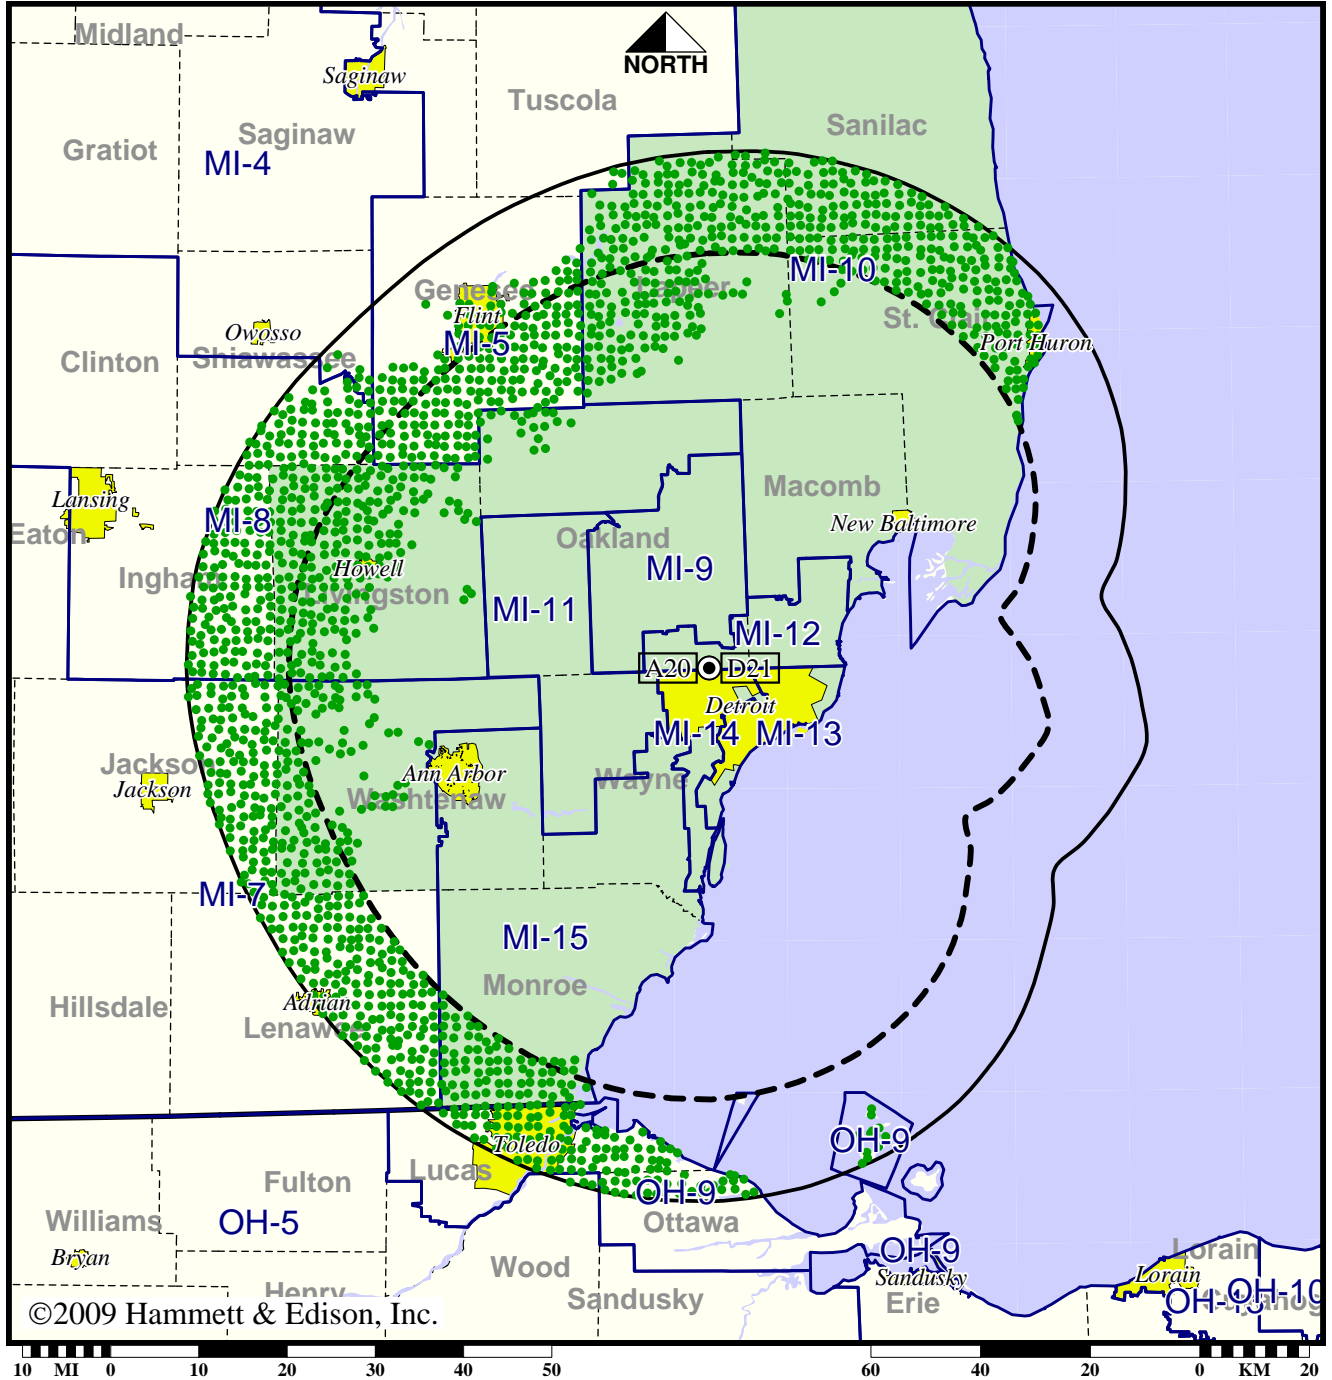 Midland
NORTH
Saginaw
Tuscola
Sanilac
Saginaw
Gratiot
MI-4
MI-10
Genesee
Lapeer
Flint
St. Clair
Owosso
MI-5
Port Huron
Clinton
Shiawassee
Macomb
Lansing
MI-8
New Baltimore
Eaton
Oakland
Howell
MI-9
Ingham
Livingston
MI-11
MI-12
A20
D21
Detroit
MI-14
MI-13
Jackson
Ann Arbor
Wayne
Jackson
Washtenaw
MI-7
MI-15
Monroe
Hillsdale
Adrian
Lenawee
Toledo
OH-9
Lucas
Fulton
OH-9
Williams
OH-5
Ottawa
Bryan
OH-9
Lorain
Wood
Sandusky
Lorain
Henry
Sandusky
Erie
OH-13
OH-10
Cuyahoga
©2009 Hammett & Edison, Inc.
10 MI 0 10 20 30 40 50 60 40 20 0 KM 20